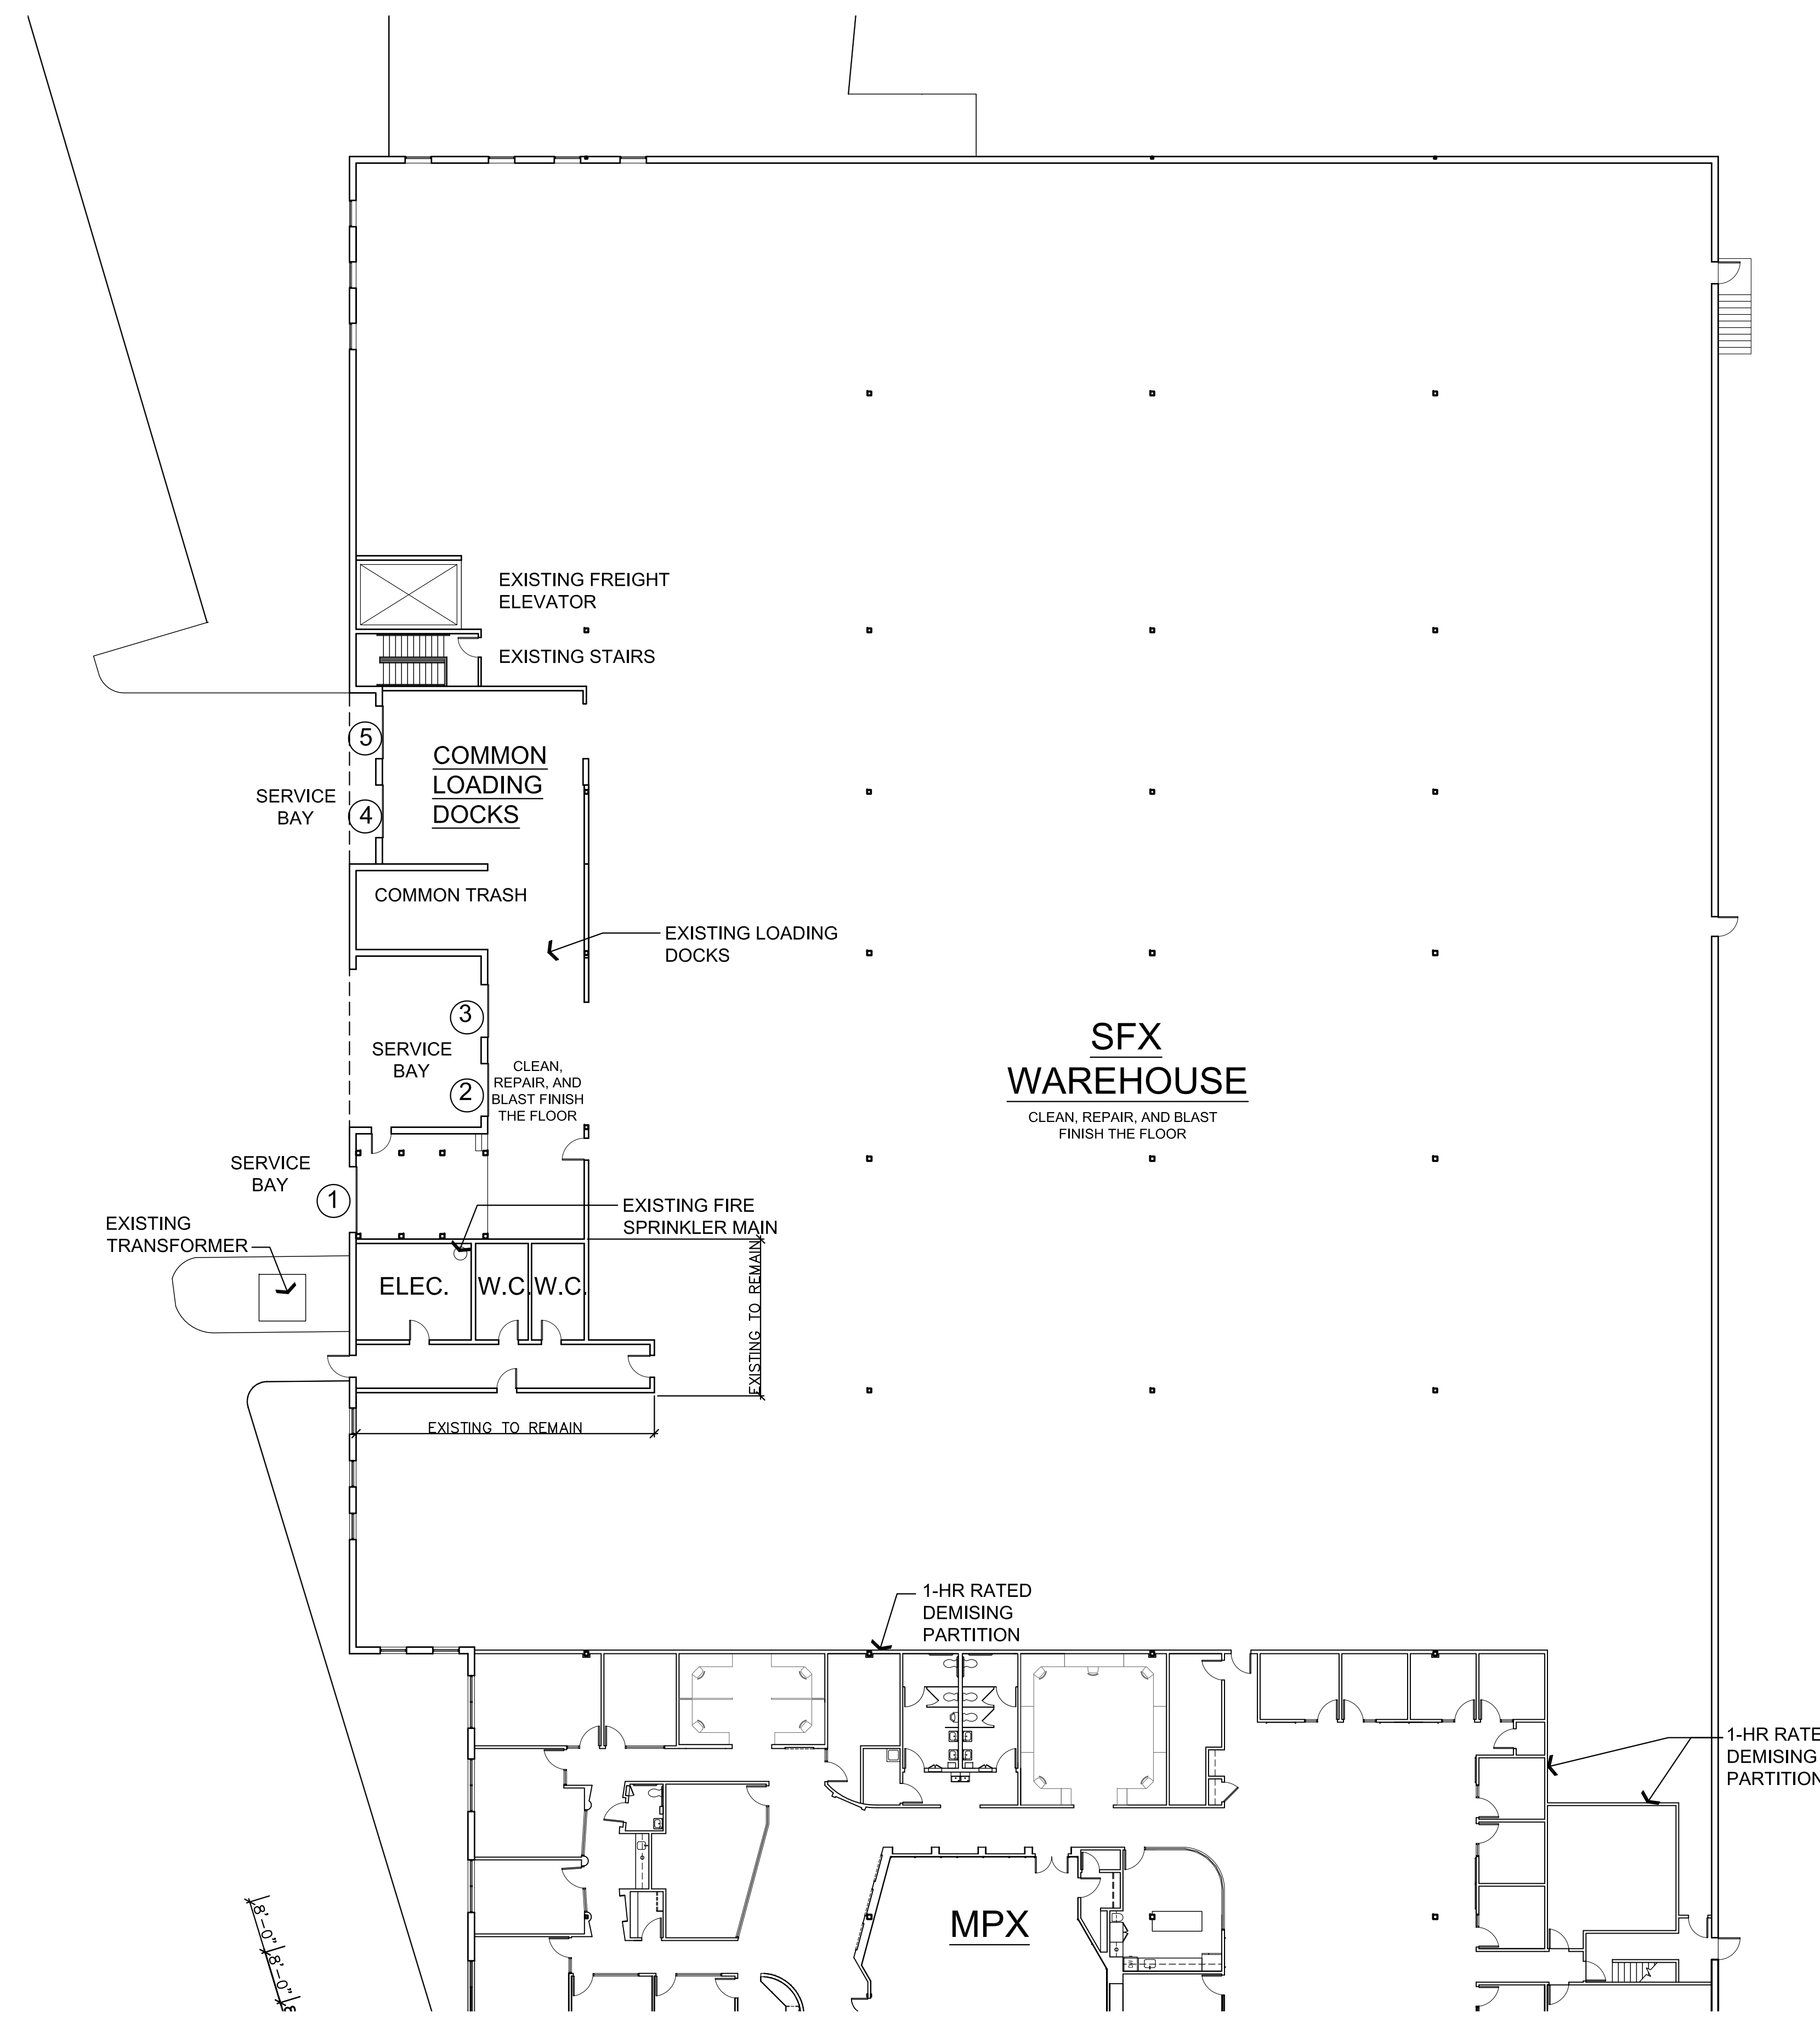 EXISTING FREIGHT
ELEVATOR
EXISTING STAIRS
5
COMMON
LOADING
DOCKS
SERVICE
BAY
4
COMMON TRASH
EXISTING LOADING
DOCKS
3
SERVICE
BAY
2
CLEAN,
REPAIR, AND
BLAST FINISH
THE FLOOR
SFX
WAREHOUSE
CLEAN, REPAIR, AND BLAST
FINISH THE FLOOR
SERVICE
BAY
1
EXISTING
TRANSFORMER
EXISTING FIRE
SPRINKLER MAIN
ELEC.
W.C.
W.C.
EXISTING TO REMAIN
EXISTING TO REMAIN
1-HR RATED
DEMISING
PARTITION
1-HR RATE
DEMISING
PARTITION
MPX
8'-0"
8'-0"